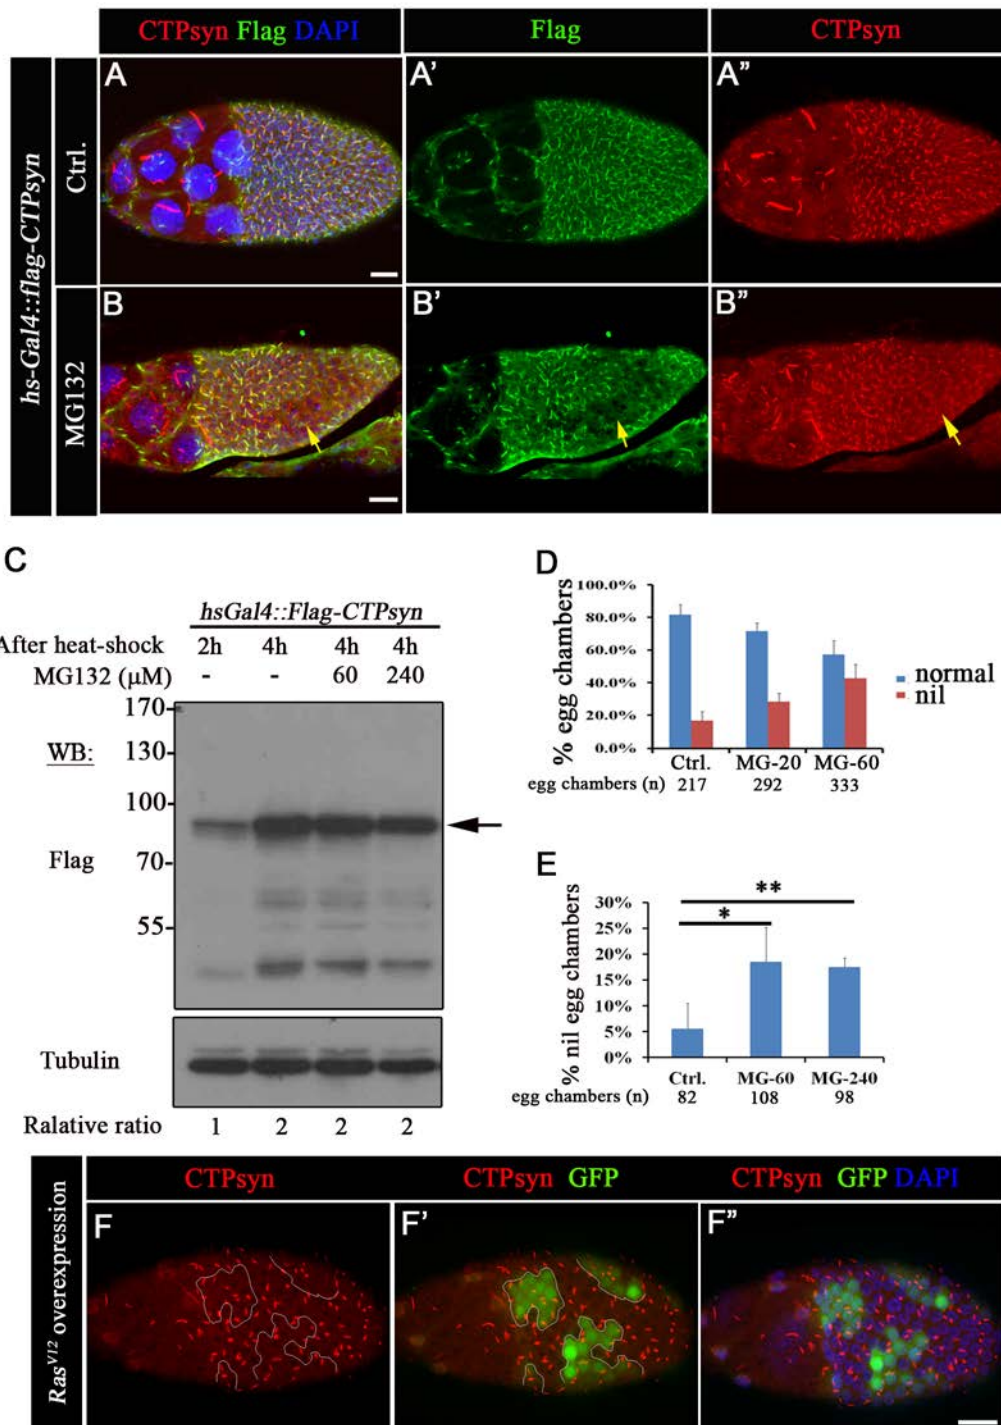 CTPsyn Flag DAPI Flag CTPsyn
hs-Gal4::flag-CTPsyn
Ctrl.
A A' A"
MG132
B B' B"
C
hsGal4::Flag-CTPsyn
After heat-shock 2h 4h 4h 4h
MG132 (μM) - - 60 240
WB:
170
130
100
70
55
Flag
Tubulin
Ralative ratio 1 2 2 2
D
% egg chambers
100.0%
80.0%
60.0%
40.0%
20.0%
0.0%
normal
nil
Ctrl. MG-20 MG-60
egg chambers (n) 217 292 333
E
% nil egg chambers
** 
*
30%
25%
20%
15%
10%
5%
0%
Ctrl. MG-60 MG-240
egg chambers (n) 82 108 98
Ras^V12 overexpression
CTPsyn CTPsyn GFP CTPsyn GFP DAPI
F F' F"